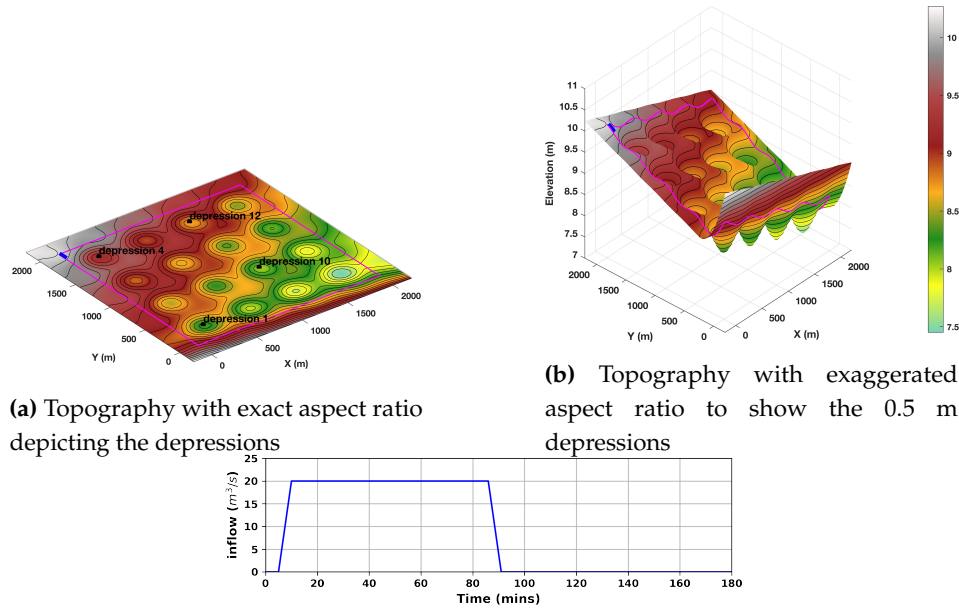 depression 12
depression 4
depression 10
depression 1
2000
1500
1000
500
0
Y (m)
0
500
1000
1500
2000
X (m)
(a) Topography with exact aspect ratio
depicting the depressions
11
10.5
10
9.5
9
8.5
8
7.5
7
Elevation (m)
2000
1500
1000
500
0
Y (m)
0
500
1000
1500
2000
X (m)
10
9.5
9
8.5
8
7.5
(b) Topography with exaggerated
aspect ratio to show the 0.5 m
depressions
25
20
15
10
5
0
inflow (m³/s)
0 20 40 60 80 100 120 140 160 180
Time (mins)